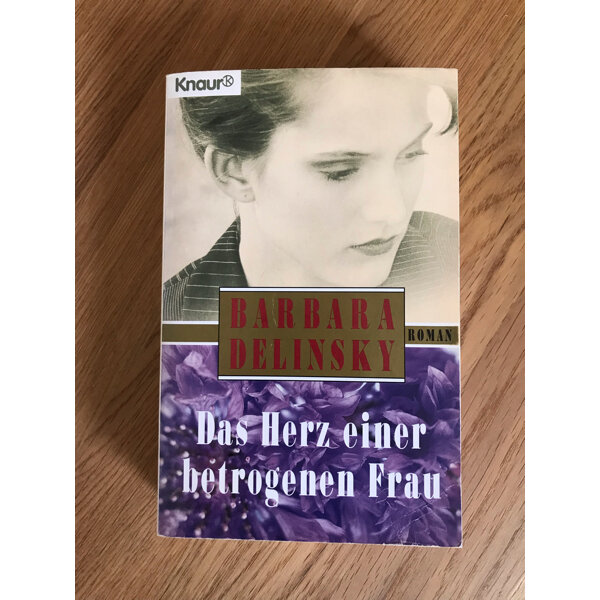 Knaur K
BARBARA
DELINSKY
ROMAN
Das Herz einer
betrogenen Frau